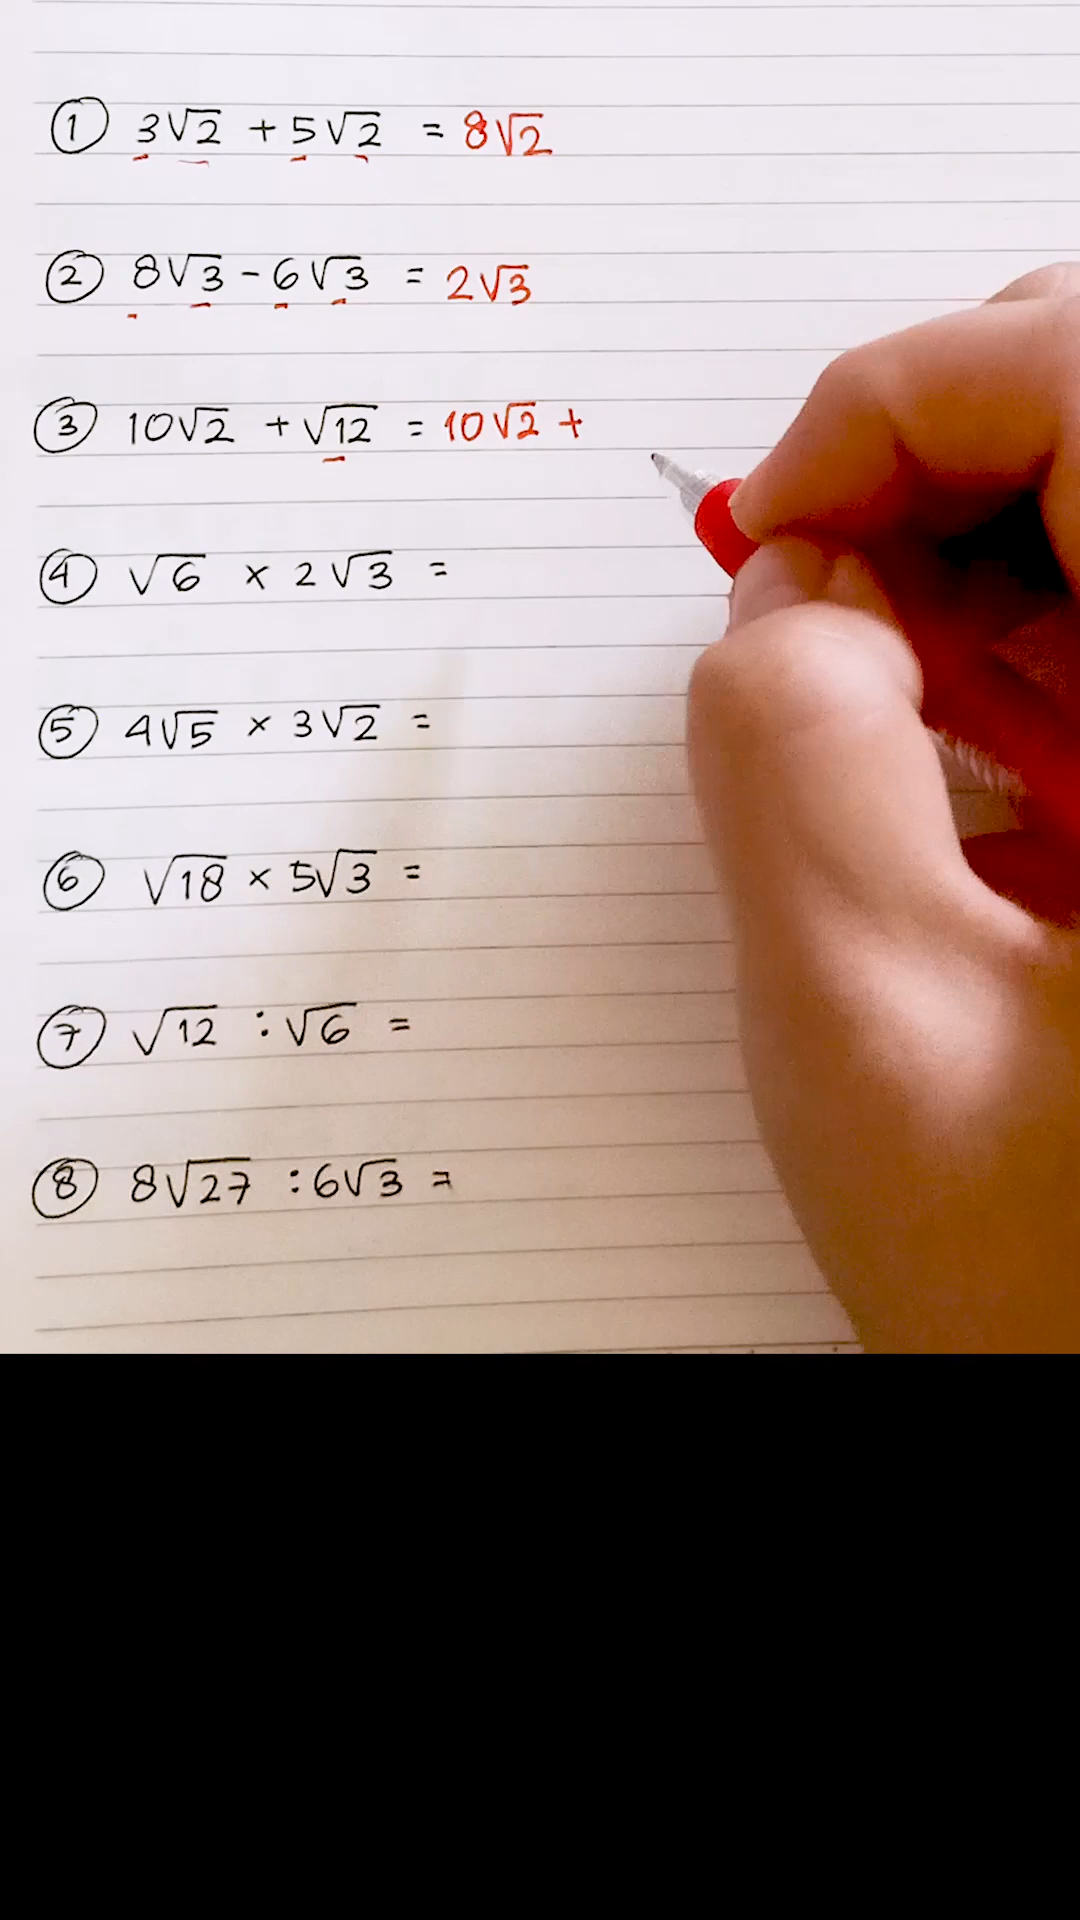 ① 3√2 + 5√2 = 8√2
② 8√3 - 6√3 = 2√3
③ 10√2 + √12 = 10√2 +
④ √6 × 2√3 =
⑤ 4√5 × 3√2 =
⑥ √18 × 5√3 =
⑦ √12 : √6 =
⑧ 8√27 : 6√3 =